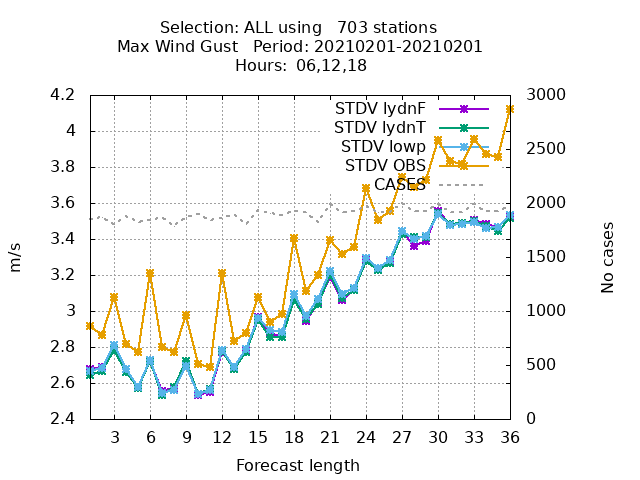 Selection: ALL using   703 stations
Max Wind Gust   Period: 20210201-20210201
Hours: 06,12,18
STDV lydnF
STDV lydnT
STDV lowp
STDV OBS
CASES
4.2
4
3.8
3.6
3.4
3.2
3
2.8
2.6
2.4
m/s
3000
2500
2000
1500
1000
500
0
No cases
3 6 9 12 15 18 21 24 27 30 33 36
Forecast length